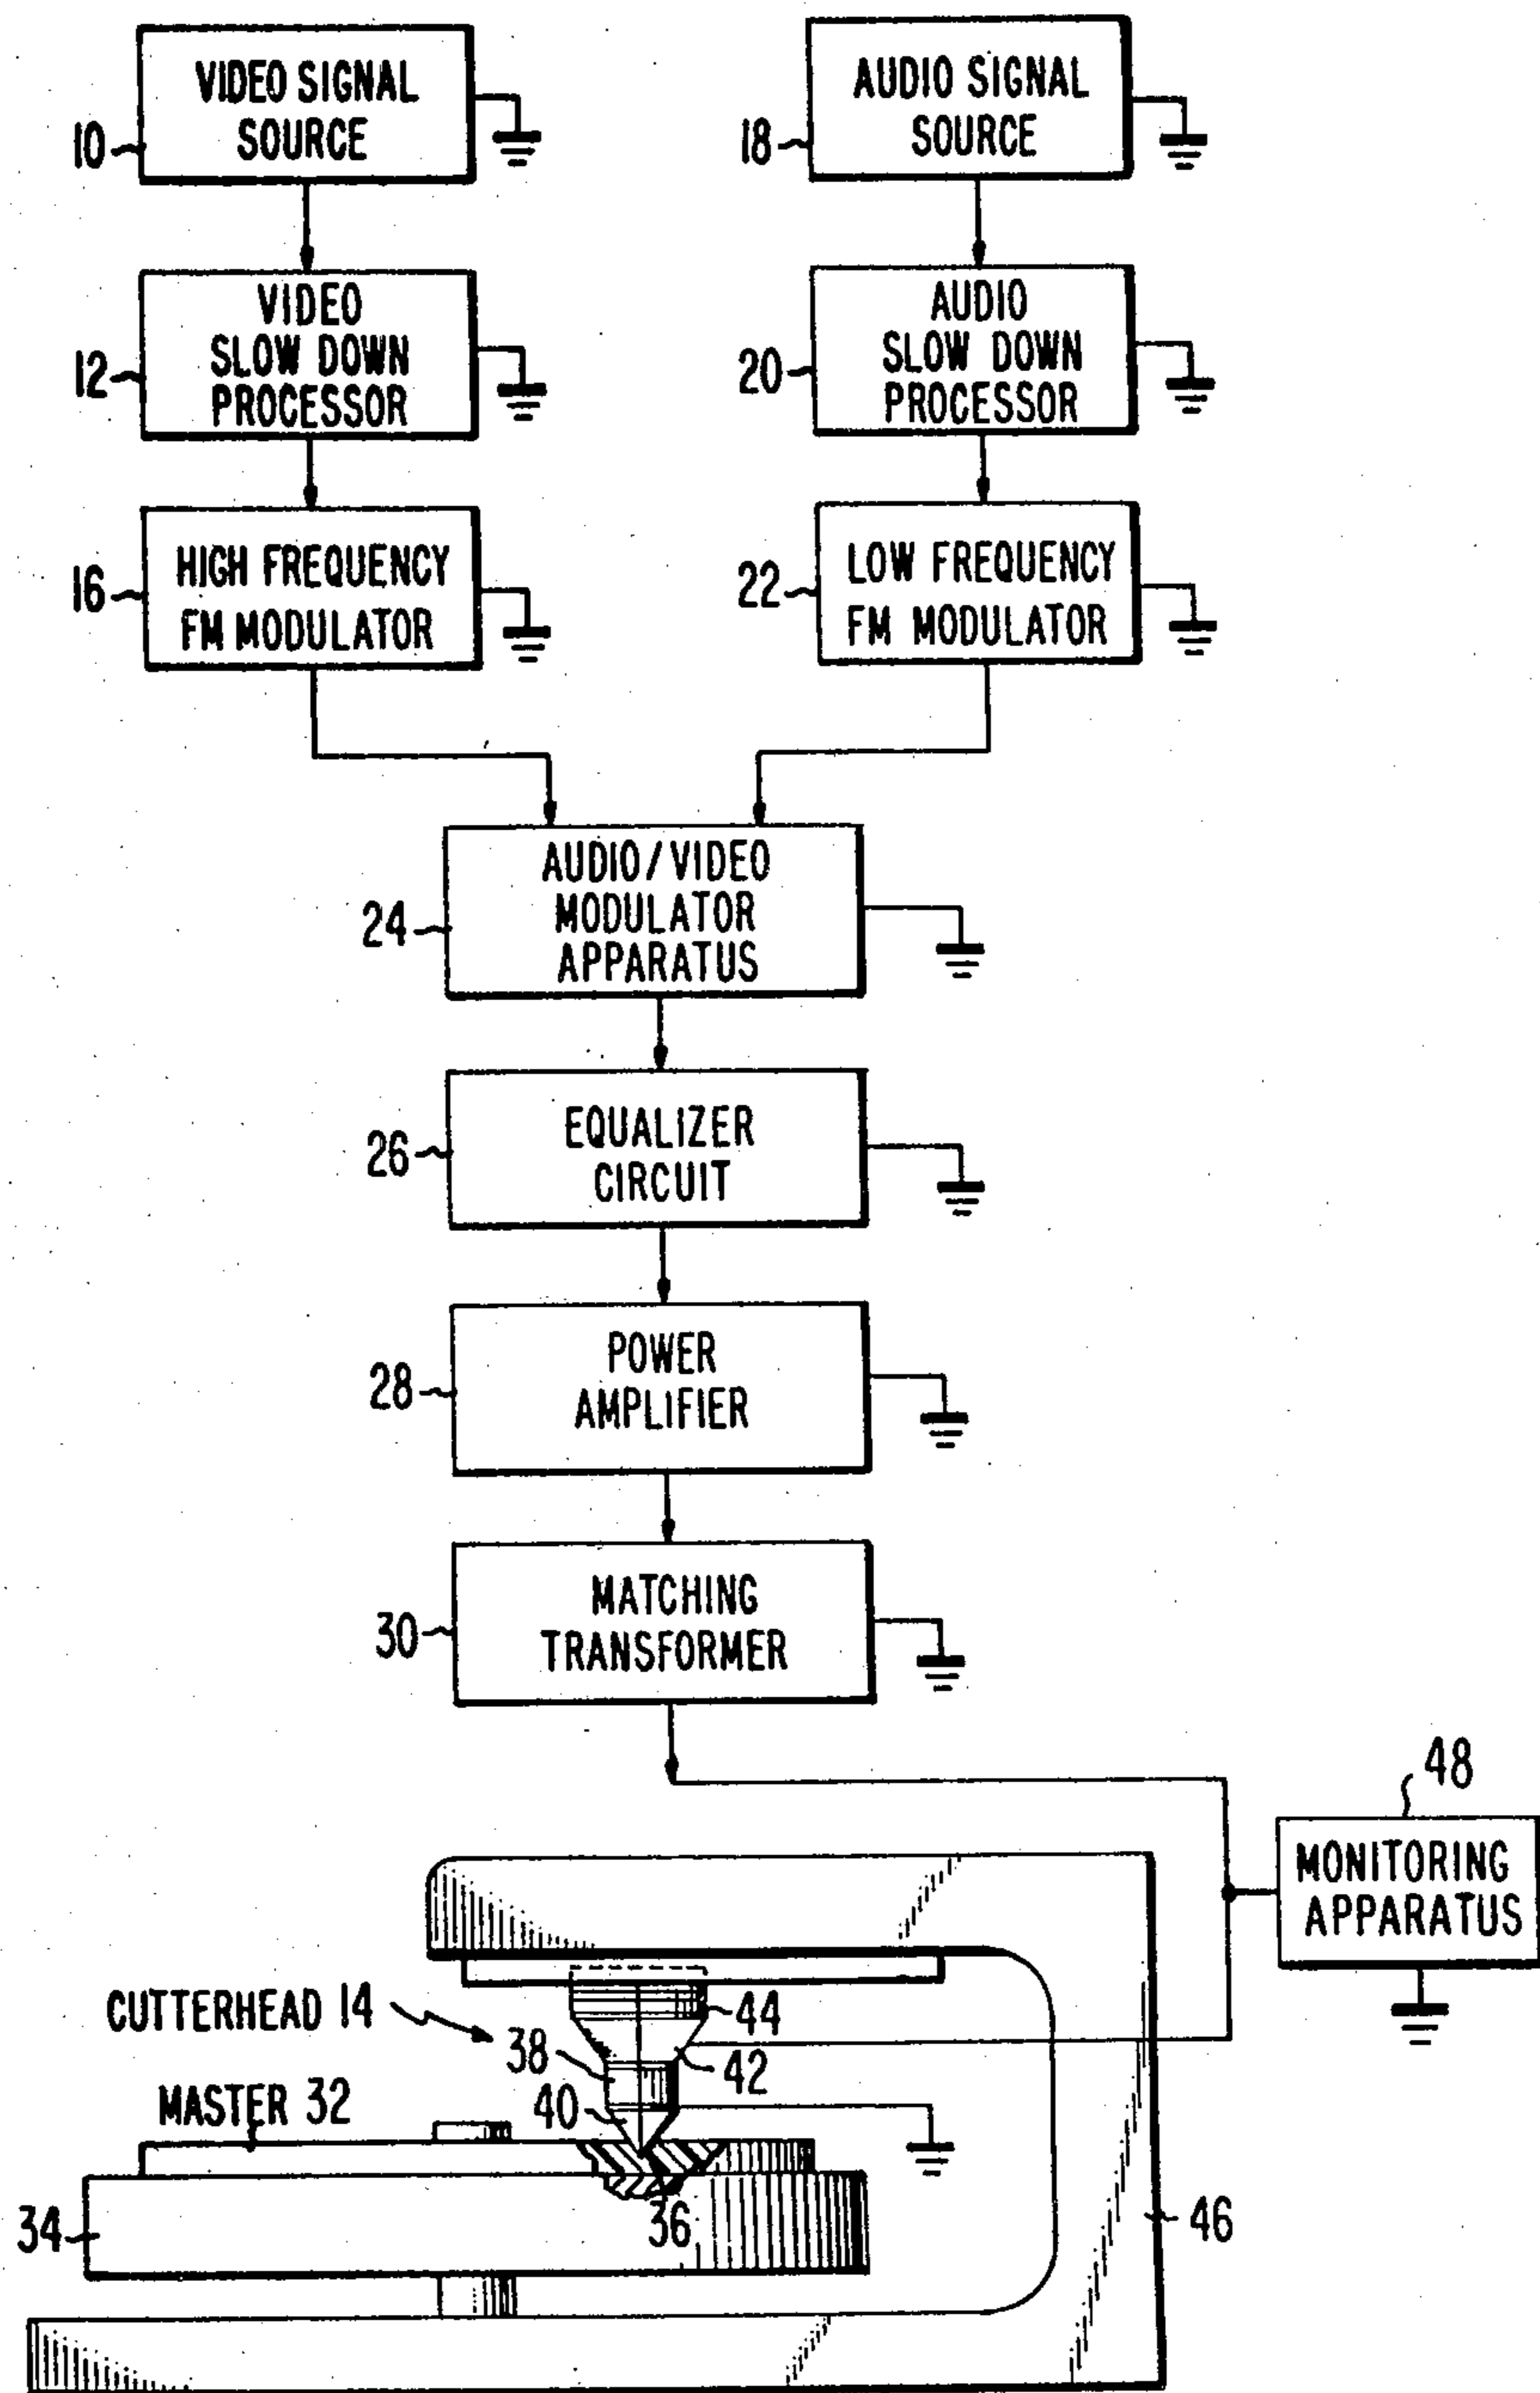 VIDEO SIGNAL
SOURCE
10
AUDIO SIGNAL
SOURCE
18
VIDEO
SLOW DOWN
PROCESSOR
12
AUDIO
SLOW DOWN
PROCESSOR
20
HIGH FREQUENCY
FM MODULATOR
16
LOW FREQUENCY
FM MODULATOR
22
AUDIO/VIDEO
MODULATOR
APPARATUS
24
EQUALIZER
CIRCUIT
26
POWER
AMPLIFIER
28
MATCHING
TRANSFORMER
30
48
MONITORING
APPARATUS
CUTTERHEAD 14
44
38
42
MASTER 32
40
34
36
46